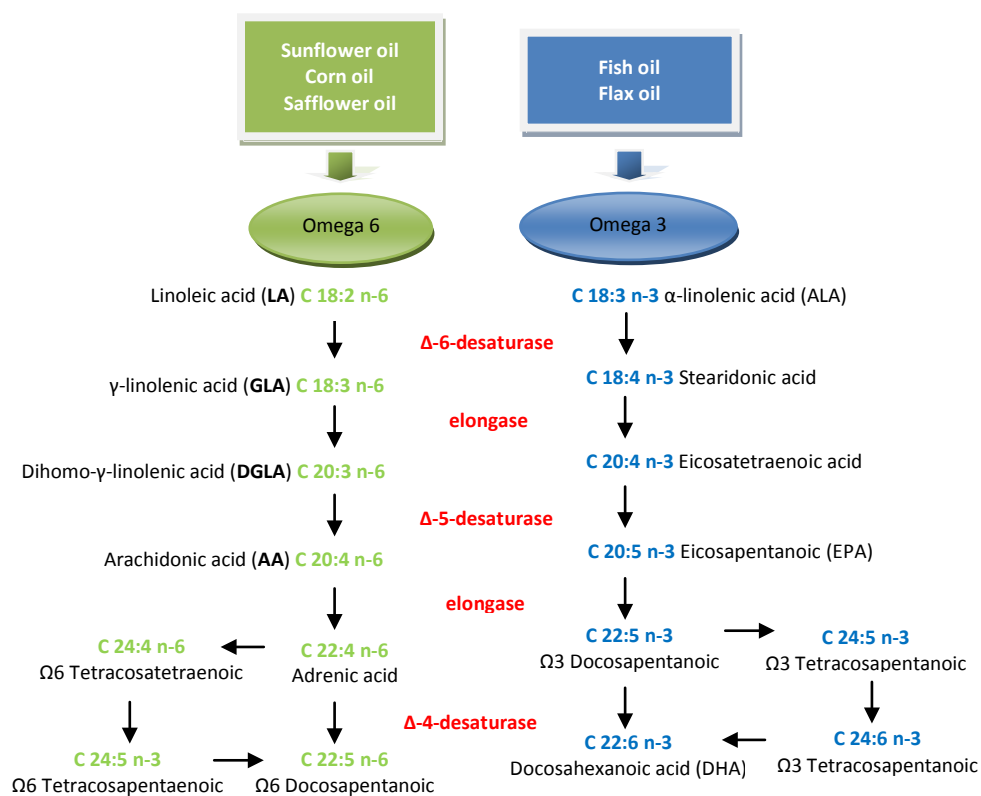 Sunflower oil
Corn oil
Safflower oil
Fish oil
Flax oil
Omega 6
Omega 3
Linoleic acid (LA) C 18:2 n-6
C 18:3 n-3 α-linolenic acid (ALA)
Δ-6-desaturase
γ-linolenic acid (GLA) C 18:3 n-6
C 18:4 n-3 Stearidonic acid
elongase
Dihomo-γ-linolenic acid (DGLA) C 20:3 n-6
C 20:4 n-3 Eicosatetraenoic acid
Δ-5-desaturase
Arachidonic acid (AA) C 20:4 n-6
C 20:5 n-3 Eicosapentanoic (EPA)
elongase
C 24:4 n-6
Ω6 Tetracosatetraenoic
C 22:4 n-6
Adrenic acid
C 22:5 n-3
Ω3 Docosapentanoic
C 24:5 n-3
Ω3 Tetracosapentanoic
Δ-4-desaturase
C 24:5 n-3
Ω6 Tetracosapentaenoic
C 22:5 n-6
Ω6 Docosapentanoic
C 22:6 n-3
Docosahexanoic acid (DHA)
C 24:6 n-3
Ω3 Tetracosapentanoic